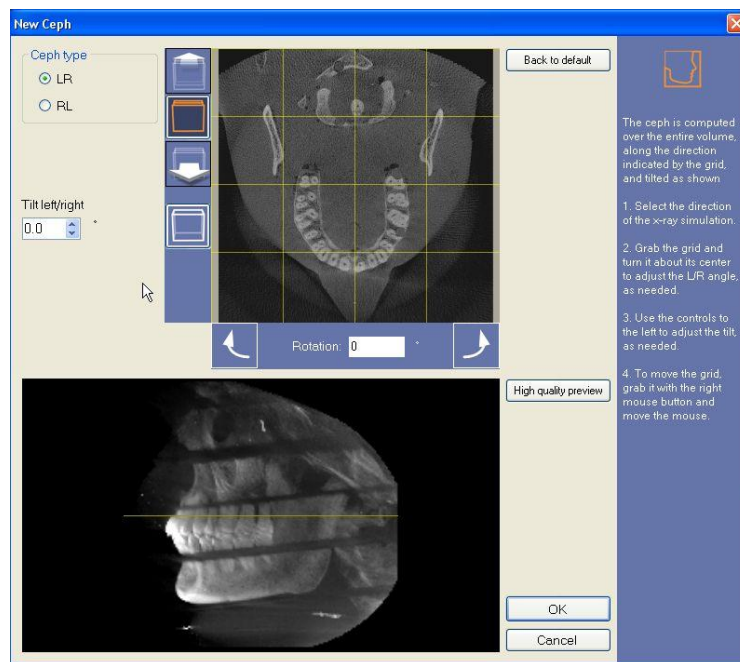 New Ceph
Ceph type
LR
RL
Tilt left/right
0.0 °
Rotation: 0 °
Back to default
High quality preview
OK
Cancel
The ceph is computed
over the entire volume,
along the direction
indicated by the grid,
and tilted as shown
1. Select the direction
of the x-ray simulation.
2. Grab the grid and
turn it about its center
to adjust the L/R angle,
as needed.
3. Use the controls to
the left to adjust the tilt,
as needed.
4. To move the grid,
grab it with the right
mouse button and
move the mouse.